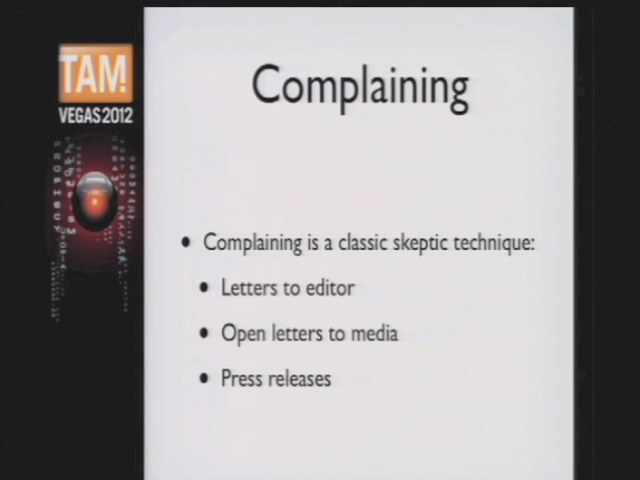 TAM!
VEGAS 2012
Complaining
• Complaining is a classic skeptic technique:
• Letters to editor
• Open letters to media
• Press releases